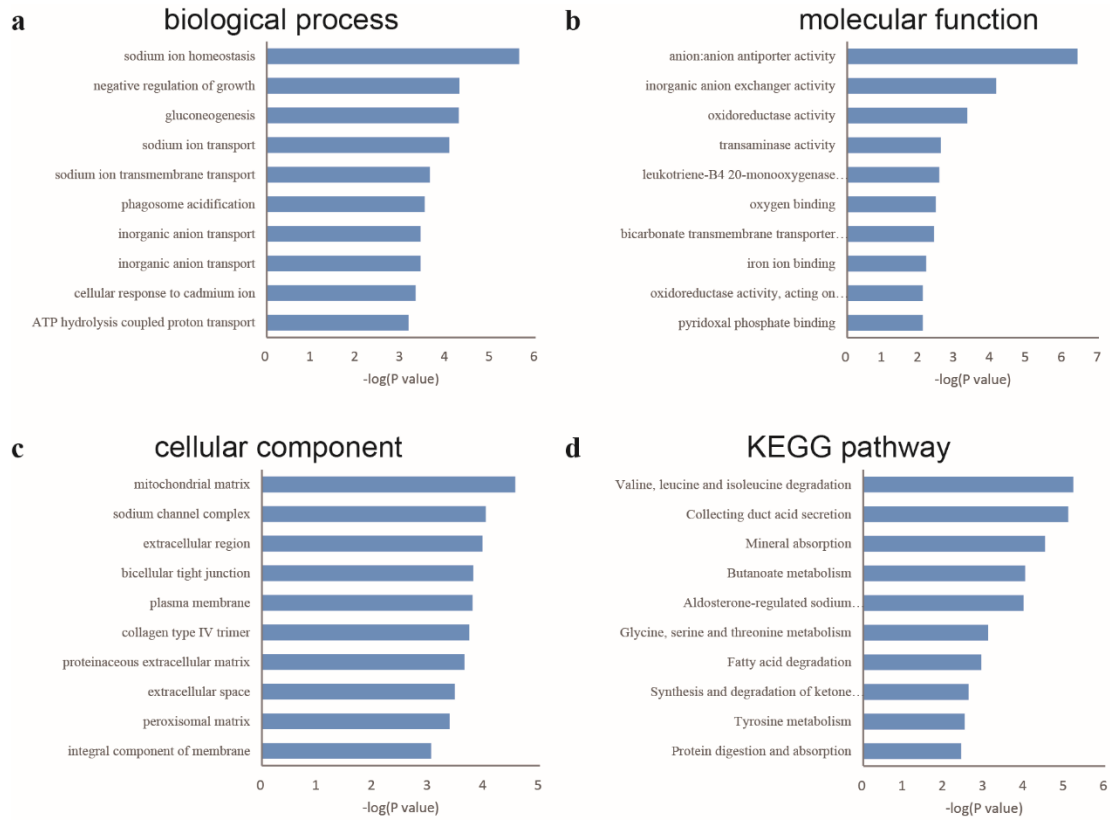 a biological process
sodium ion homeostasis
negative regulation of growth
gluconeogenesis
sodium ion transport
sodium ion transmembrane transport
phagosome acidification
inorganic anion transport
inorganic anion transport
cellular response to cadmium ion
ATP hydrolysis coupled proton transport
0 1 2 3 4 5 6
-log(P value)
b molecular function
anion:anion antiporter activity
inorganic anion exchanger activity
oxidoreductase activity
transaminase activity
leukotriene-B4 20-monooxygenase…
oxygen binding
bicarbonate transmembrane transporter…
iron ion binding
oxidoreductase activity, acting on…
pyridoxal phosphate binding
0 1 2 3 4 5 6 7
-log(P value)
c cellular component
mitochondrial matrix
sodium channel complex
extracellular region
bicellular tight junction
plasma membrane
collagen type IV trimer
proteinaceous extracellular matrix
extracellular space
peroxisomal matrix
integral component of membrane
0 1 2 3 4 5
-log(P value)
d KEGG pathway
Valine, leucine and isoleucine degradation
Collecting duct acid secretion
Mineral absorption
Butanoate metabolism
Aldosterone-regulated sodium…
Glycine, serine and threonine metabolism
Fatty acid degradation
Synthesis and degradation of ketone…
Tyrosine metabolism
Protein digestion and absorption
0 1 2 3 4 5 6
-log(P value)